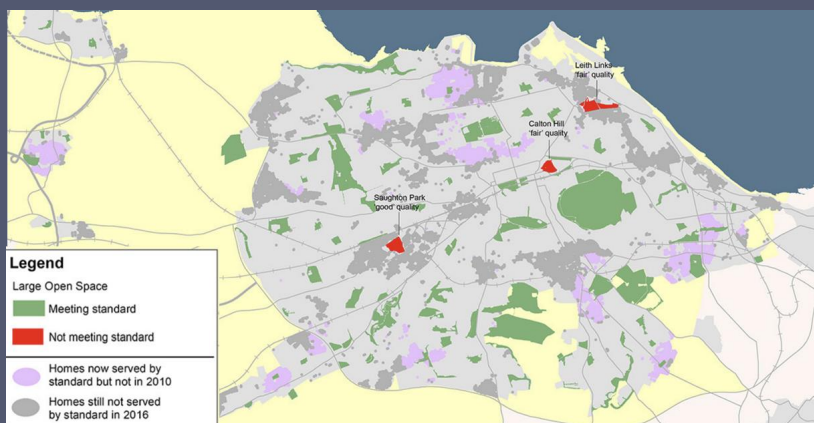 Leith Links
'fair' quality
Calton Hill
'fair' quality
Saughton Park
'good' quality
Legend
Large Open Space
Meeting standard
Not meeting standard
Homes now served by
standard but not in 2010
Homes still not served
by standard in 2016